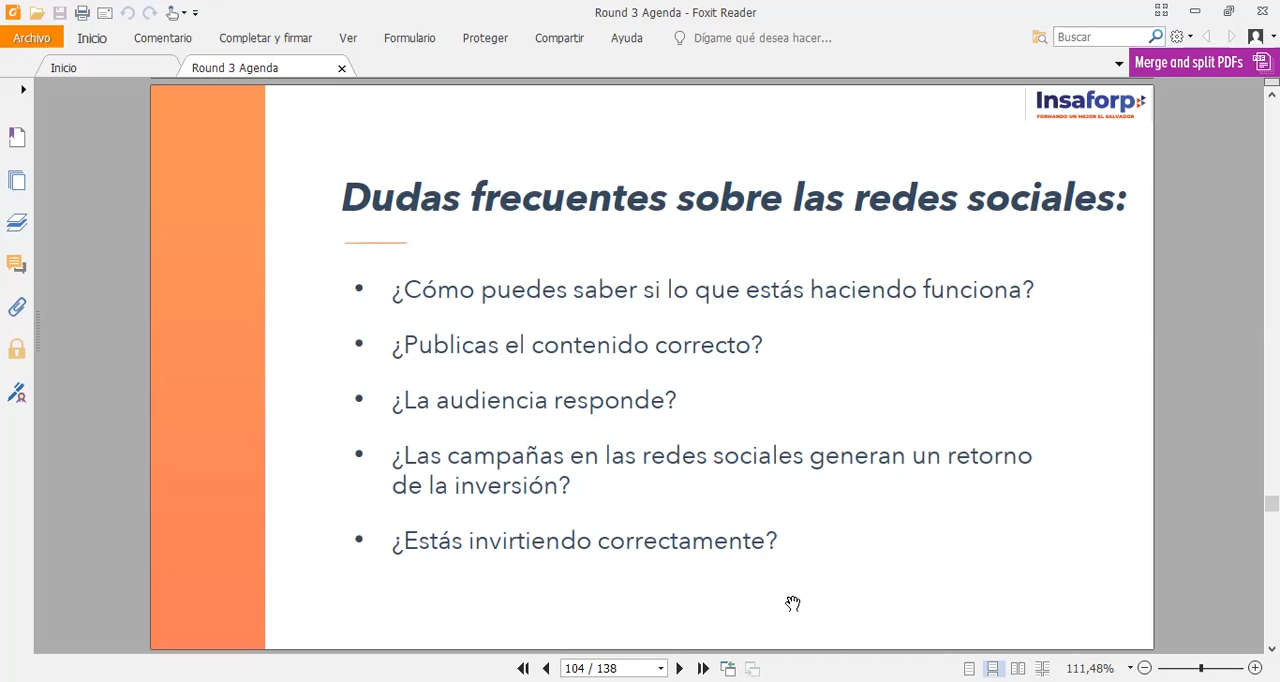 Round 3 Agenda - Foxit Reader
Archivo Inicio Comentario Completar y firmar Ver Formulario Proteger Compartir Ayuda Dígame qué desea hacer... Buscar
Inicio Round 3 Agenda Merge and split PDFs
Insaforp
FORMANDO UN MEJOR EL SALVADOR
Dudas frecuentes sobre las redes sociales:
• ¿Cómo puedes saber si lo que estás haciendo funciona?
• ¿Publicas el contenido correcto?
• ¿La audiencia responde?
• ¿Las campañas en las redes sociales generan un retorno
de la inversión?
• ¿Estás invirtiendo correctamente?
104 / 138 111,48%